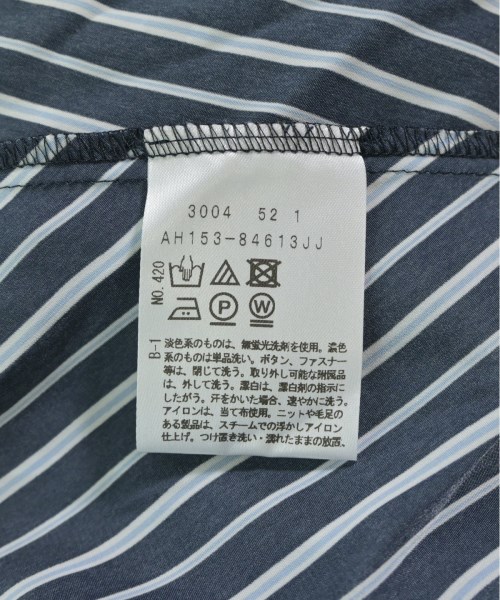 3004 52 1
AH153-84613JJ
NO.420
P
W
B-1
淡色系のものは、無蛍光洗剤を使用。濃色
系のものは単品洗い。ボタン、ファスナー
等は、閉じて洗う。取り外し可能な附属品
は、外して洗う。漂白は、漂白剤の指示に
したがう。汗をかいた場合、速やかに洗う。
アイロンは、当て布使用。ニットや毛足の
ある製品は、スチームでの浮かしアイロン
仕上げ。つけ置き洗い・濡れたままの放置、